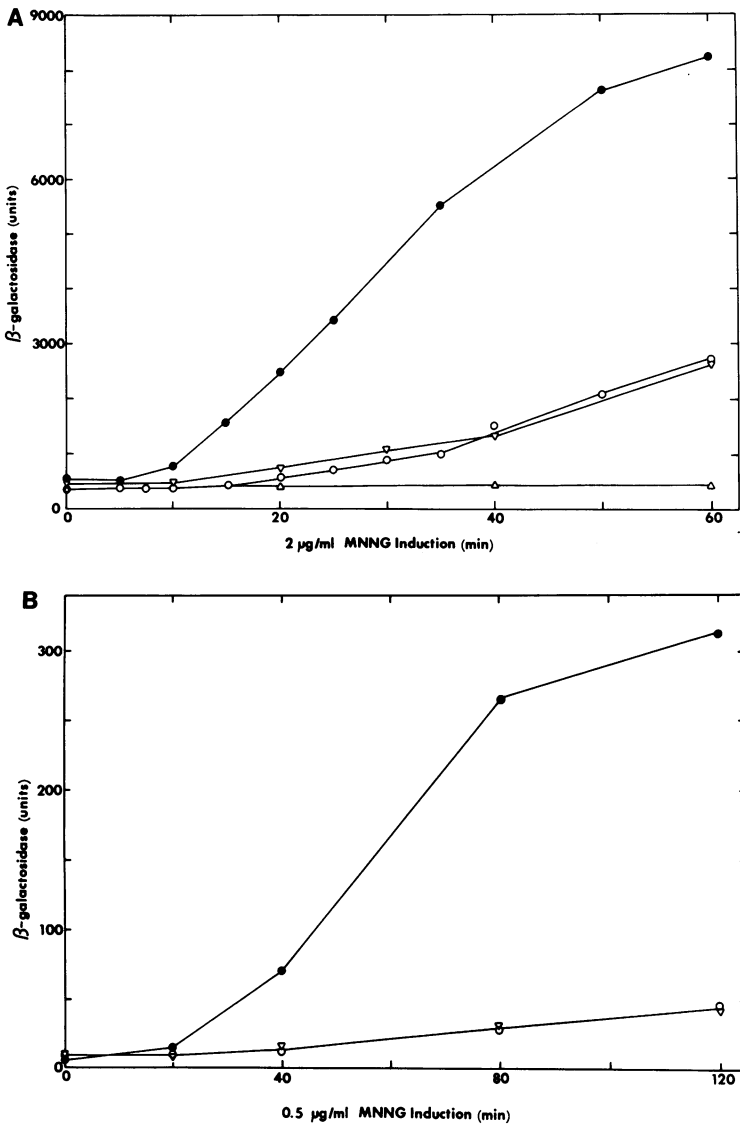 A
9000
6000
3000
0
β-galactosidase (units)
0 20 40 60
2 μg/ml MNNG Induction (min)
B
300
200
100
0
β-galactosidase (units)
0 40 80 120
0.5 μg/ml MNNG Induction (min)